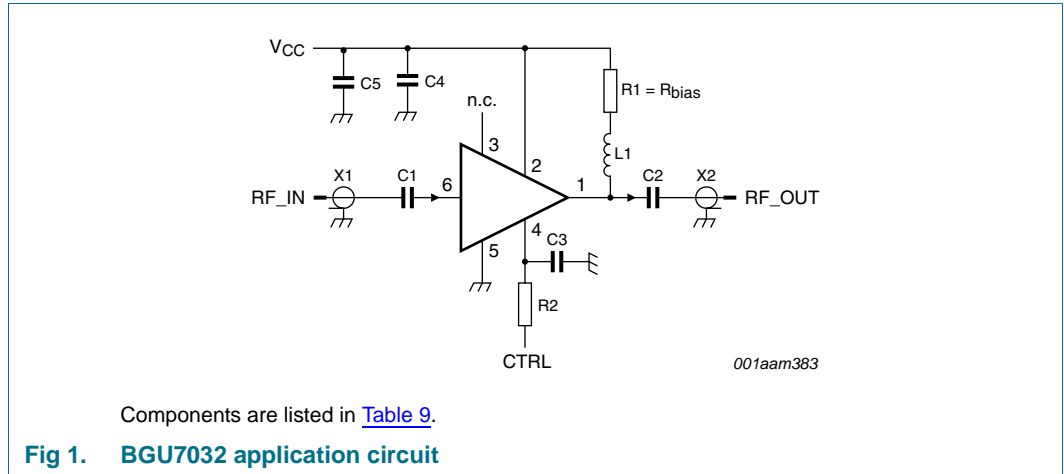 VCC
C5
C4
R1 = Rbias
n.c.
3
L1
2
X1
C1
6
1
C2
X2
RF_IN
RF_OUT
4
C3
5
R2
CTRL
001aam383
Components are listed in Table 9.
Fig 1. BGU7032 application circuit